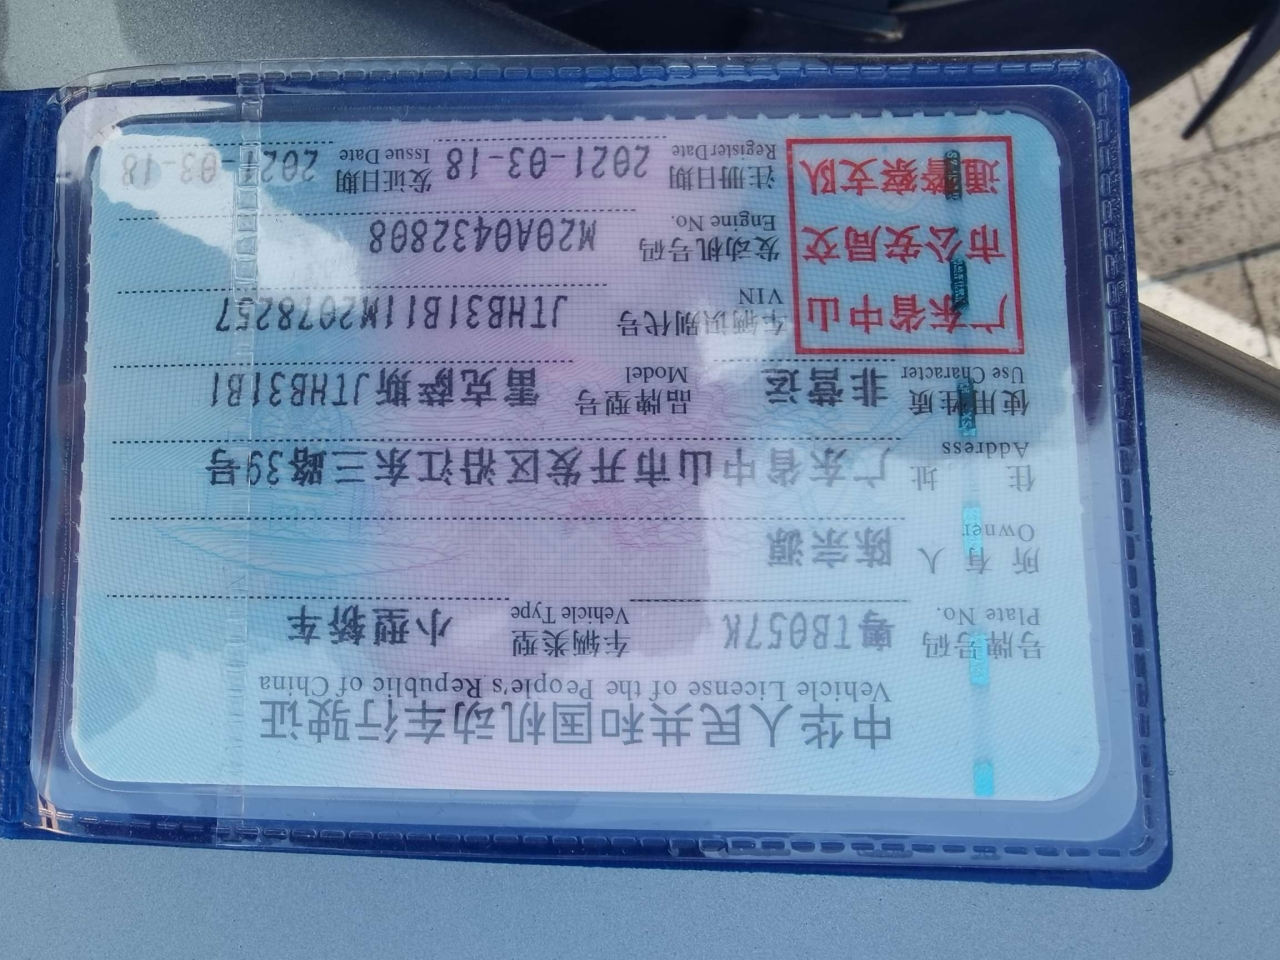 中华人民共和国机动车行驶证
Vehicle License of the People's Republic of China
号牌号码 Plate No. 粤TB057K 车辆类型 Vehicle Type 小型轿车
所有人 Owner 陈宗源
住址 Address 广东省中山市开发区沿江东三路39号
使用性质 Use Character 非营运 品牌型号 Model 雷克萨斯JTHB31B1
广东省中山
市公安局交
通警察支队
车辆识别代号 VIN JTHB31B11M2078257
发动机号码 Engine No. M20A0432808
注册日期 Register Date 2021-03-18 发证日期 Issue Date 2021-03-18